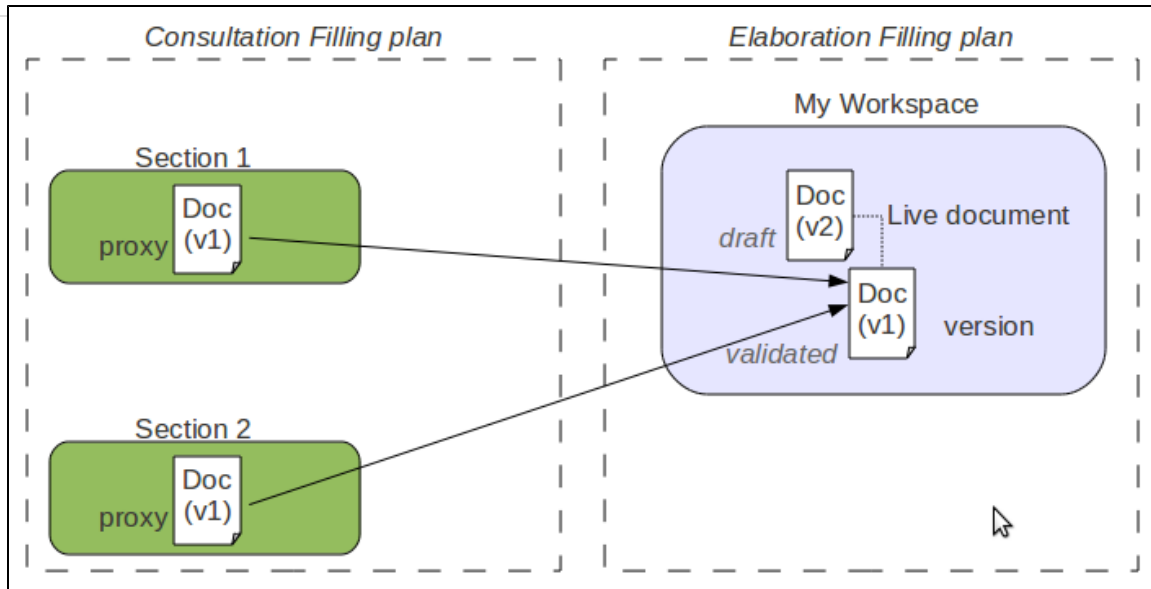 Consultation Filling plan
Elaboration Filling plan
My Workspace
Section 1
Doc
(v1)
proxy
Doc
(v2)
draft
Live document
Doc
(v1)
version
validated
Section 2
Doc
(v1)
proxy